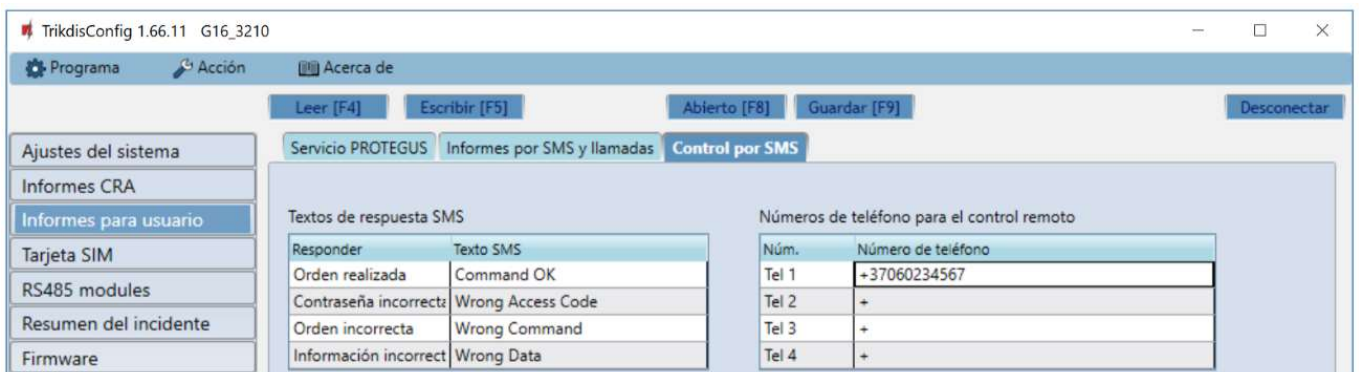 TrikdisConfig 1.66.11 G16_3210
Programa Acción Acerca de
Leer [F4] Escribir [F5] Abierto [F8] Guardar [F9] Desconectar
Ajustes del sistema
Informes CRA
Informes para usuario
Tarjeta SIM
RS485 modules
Resumen del incidente
Firmware
Servicio PROTEGUS Informes por SMS y llamadas Control por SMS
Textos de respuesta SMS
Responder Texto SMS
Orden realizada Command OK
Contraseña incorrecta Wrong Access Code
Orden incorrecta Wrong Command
Información incorrect Wrong Data
Números de teléfono para el control remoto
Núm. Número de teléfono
Tel 1 +37060234567
Tel 2 +
Tel 3 +
Tel 4 +